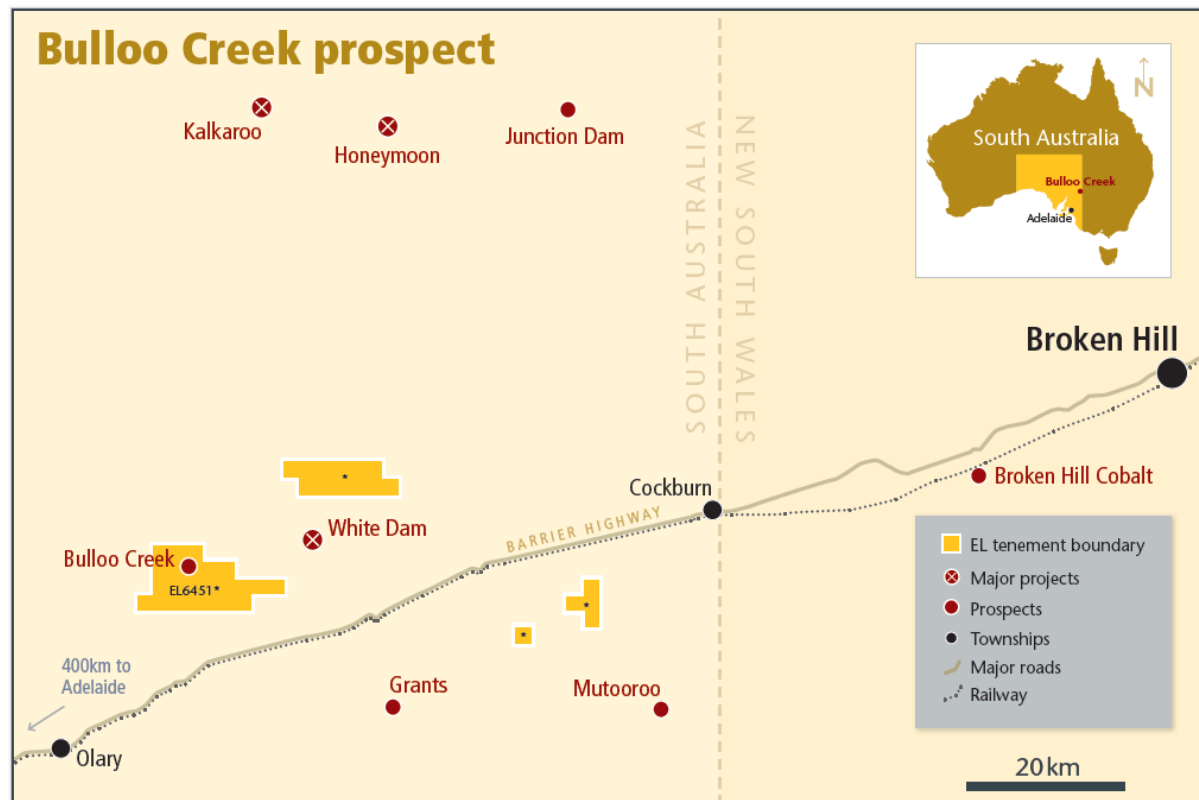 Bulloo Creek prospect
Kalkaroo
Honeymoon
Junction Dam
SOUTH AUSTRALIA
NEW SOUTH WALES
N
South Australia
Bulloo Creek
Adelaide
Broken Hill
Broken Hill Cobalt
Cockburn
BARRIER HIGHWAY
*
White Dam
Bulloo Creek
EL6451*
*
*
400km to
Adelaide
Grants
Mutooroo
Olary
EL tenement boundary
Major projects
Prospects
Townships
Major roads
Railway
20km